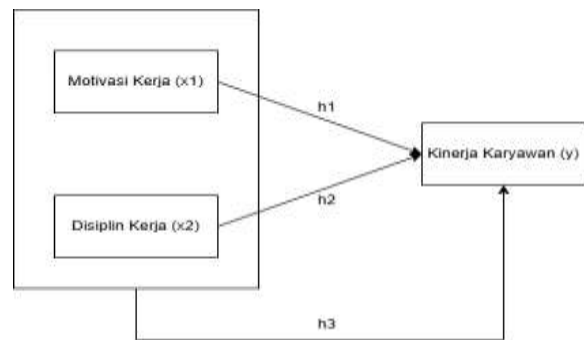 Motivasi Kerja (x1)
h1
Kinerja Karyawan (y)
Disiplin Kerja (x2)
h2
h3